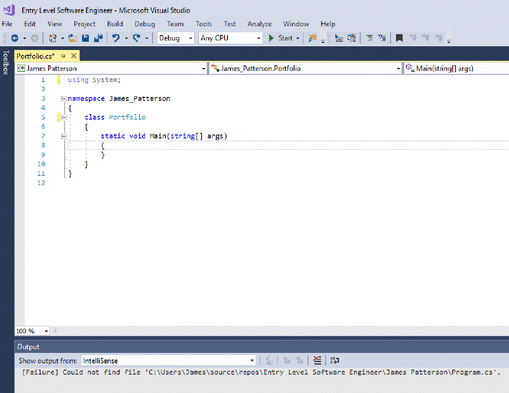 Entry Level Software Engineer - Microsoft Visual Studio
File Edit View Project Build Debug Team Tools Test Analyze Window Help
Debug Any CPU Start
Toolbox
Portfolio.cs*
James Patterson James_Patterson.Portfolio Main(string[] args)
1 using System;
2
3 namespace James_Patterson
4 {
5 class Portfolio
6 {
7 static void Main(string[] args)
8 {
9 }
10 }
11 }
12
100 %
Output
Show output from: IntelliSense
[Failure] Could not find file 'C:\Users\James\source\repos\Entry Level Software Engineer\James Patterson\Program.cs'.